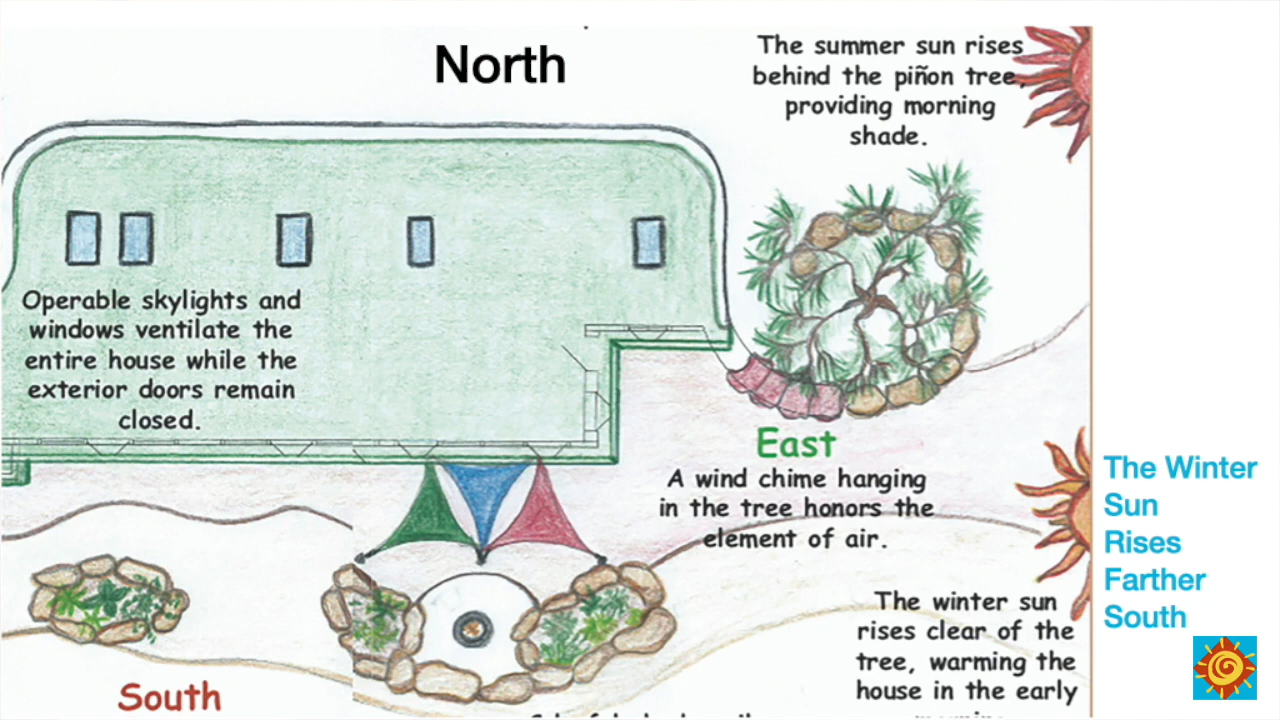 North
The summer sun rises
behind the piñon tree,
providing morning
shade.
Operable skylights and
windows ventilate the
entire house while the
exterior doors remain
closed.
East
A wind chime hanging
in the tree honors the
element of air.
The Winter
Sun
Rises
Farther
South
The winter sun
rises clear of the
tree, warming the
house in the early
South